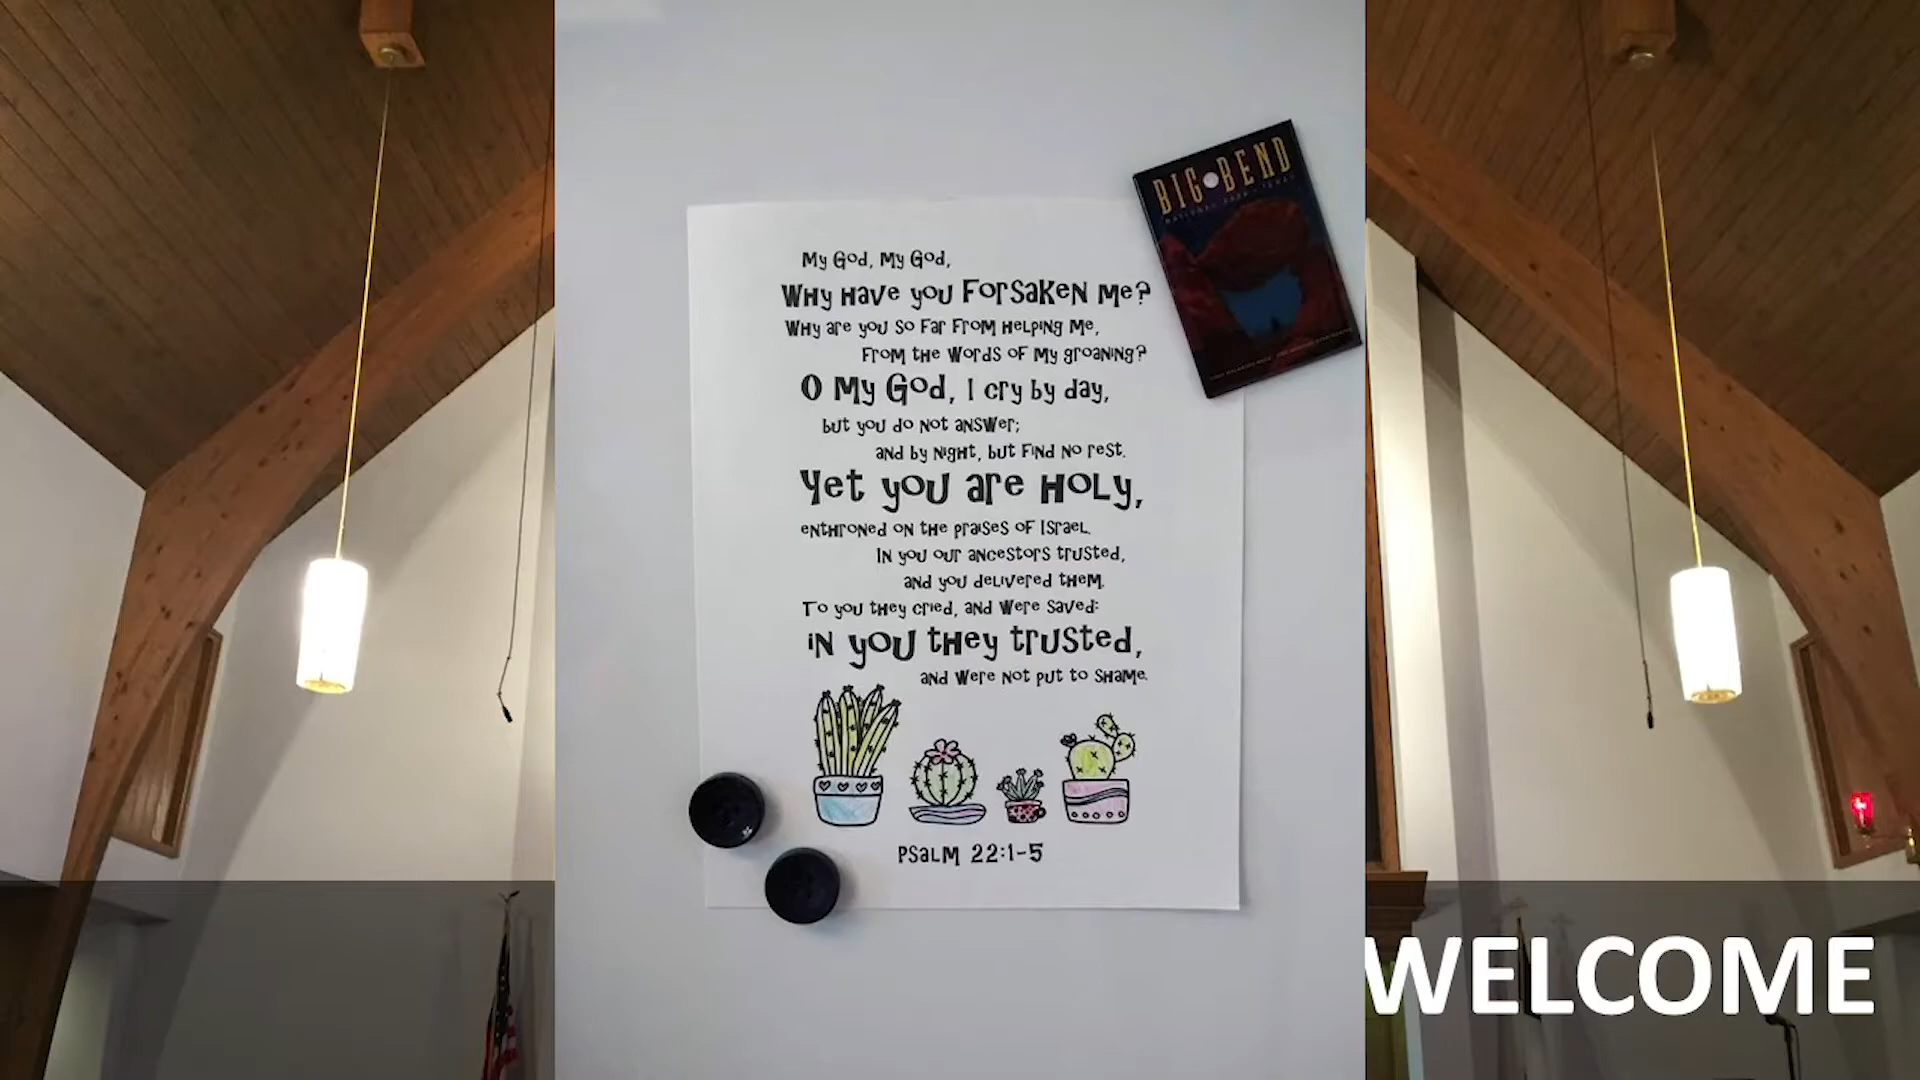 BIG BEND
NATIONAL PARK • TEXAS
My God, My God,
Why have you Forsaken Me?
Why are you so far from helping me,
From the words of my groaning?
O My God, I cry by day,
but you do not answer;
and by night, but find no rest.
Yet you are Holy,
enthroned on the praises of Israel.
In you our ancestors trusted,
and you delivered them.
To you they cried, and were saved:
in you they trusted,
and were not put to shame.
Psalm 22:1-5
WELCOME